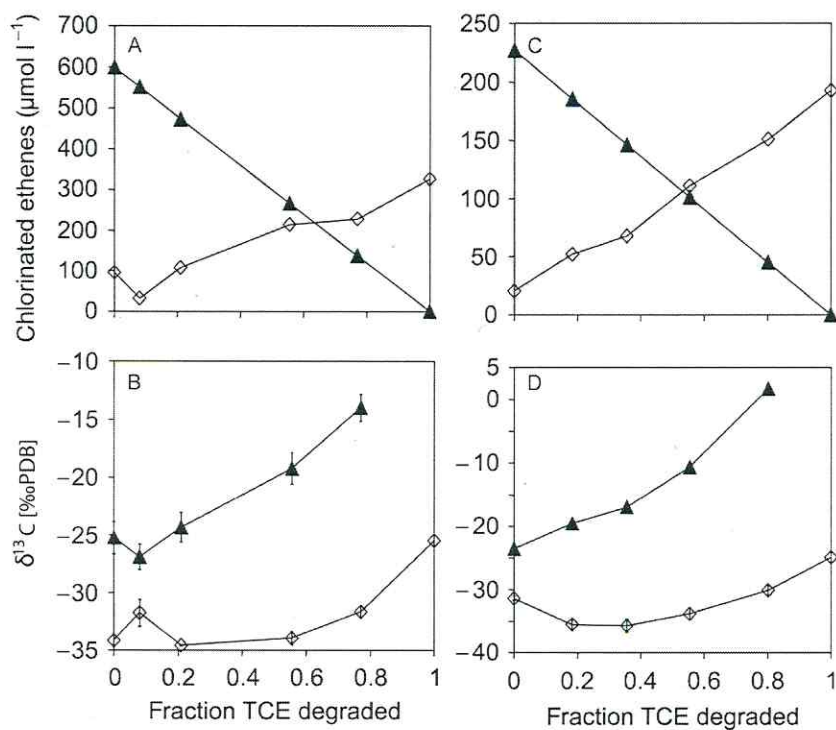 A
C
Chlorinated ethenes (µmol l⁻¹)
700
600
500
400
300
200
100
0
250
200
150
100
50
0
B
D
δ¹³ C [‰PDB]
–10
–15
–20
–25
–30
–35
5
0
–10
–20
–30
–40
0 0.2 0.4 0.6 0.8 1
0 0.2 0.4 0.6 0.8 1
Fraction TCE degraded
Fraction TCE degraded